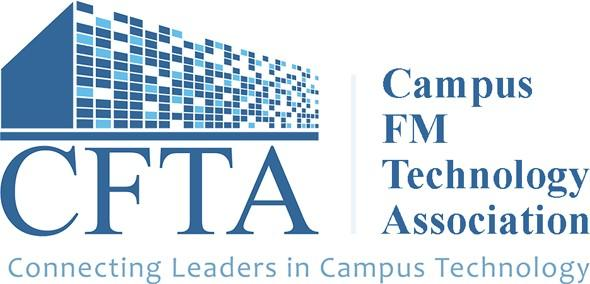 CFTA
Campus
FM
Technology
Association
Connecting Leaders in Campus Technology